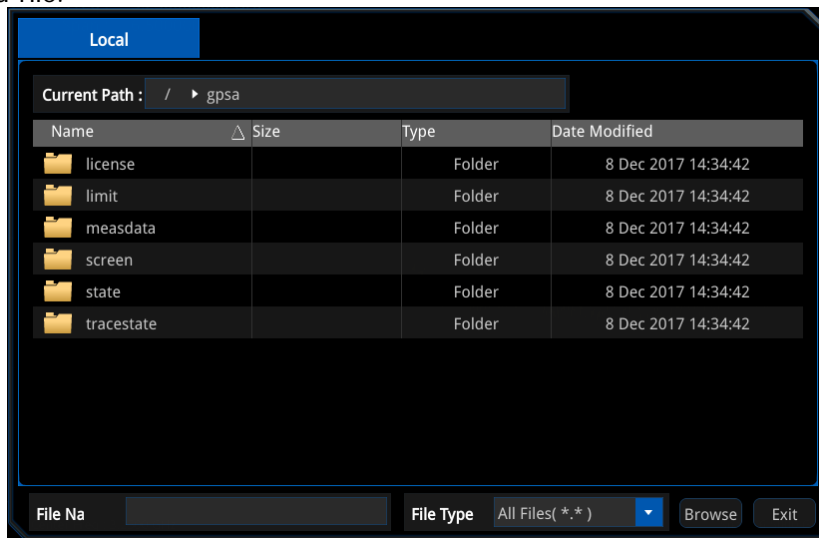 Local
Current Path : / gpsa
Name Size Type Date Modified
license Folder 8 Dec 2017 14:34:42
limit Folder 8 Dec 2017 14:34:42
measdata Folder 8 Dec 2017 14:34:42
screen Folder 8 Dec 2017 14:34:42
state Folder 8 Dec 2017 14:34:42
tracestate Folder 8 Dec 2017 14:34:42
File Na File Type All Files( *.* ) Browse Exit